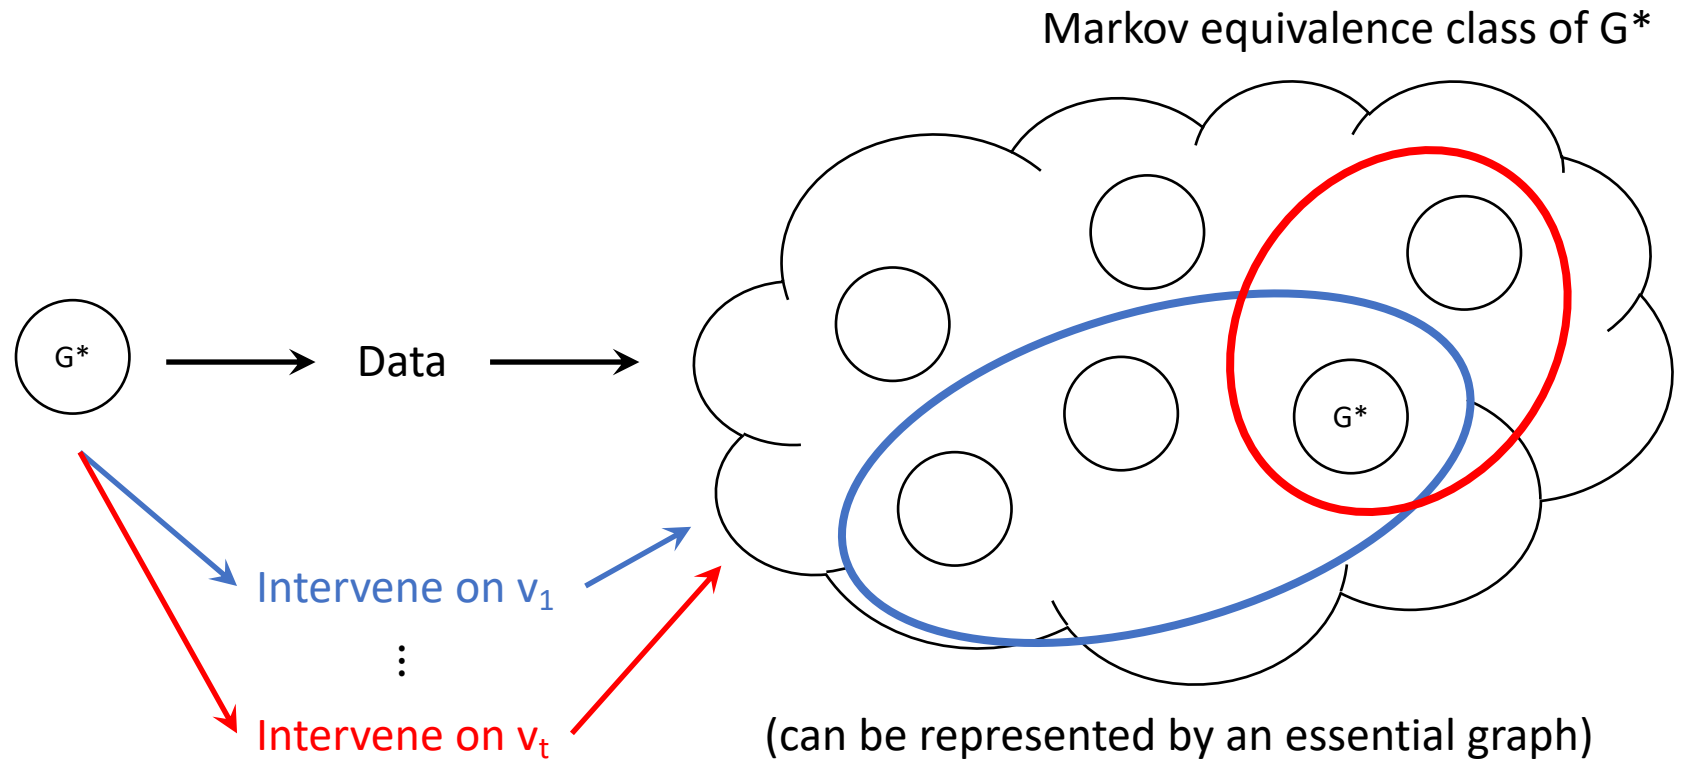 Markov equivalence class of G*
G*
Data
G*
Intervene on v₁
⋮
Intervene on vₜ
(can be represented by an essential graph)